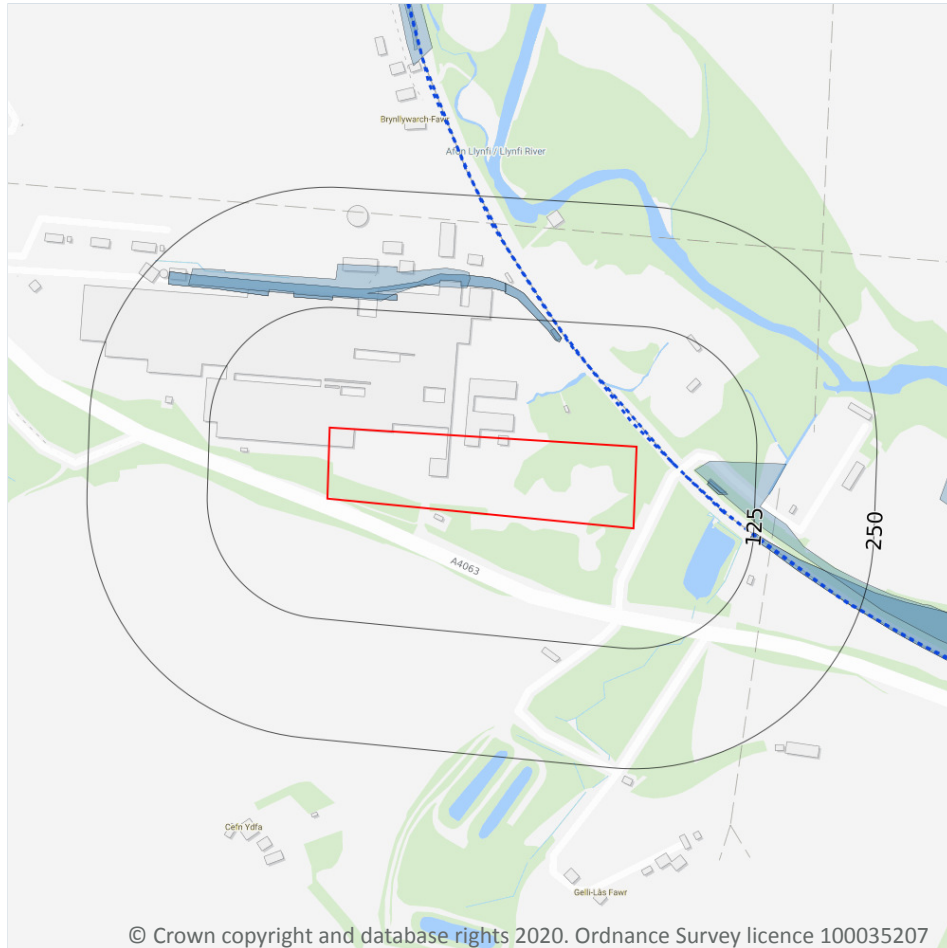 Brynllywarch-Fawr
Afon Llynfi / Llynfi River
125
250
A4063
Cefn Ydfa
Gelli-Lâs Fawr
© Crown copyright and database rights 2020. Ordnance Survey licence 100035207